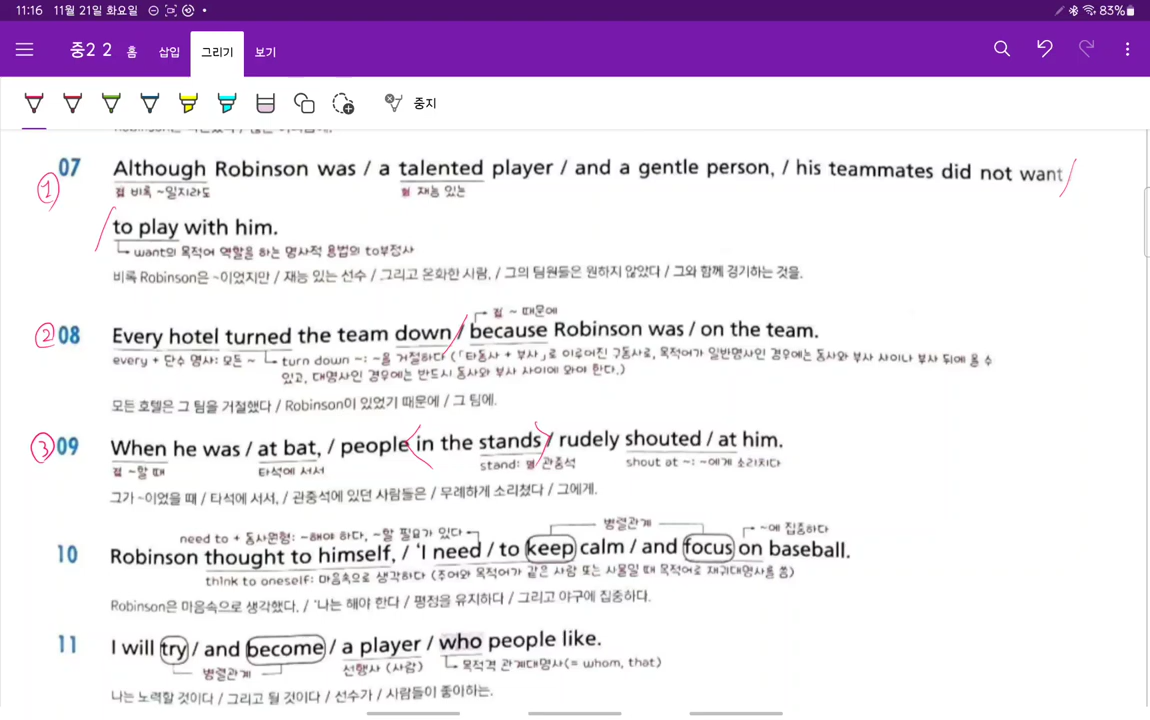 11:16 11월 21일 화요일 83%
중2 2 홈 삽입 그리기 보기
중지
07 Although Robinson was / a talented player / and a gentle person, / his teammates did not want
①
접 비록 ~일지라도 형 재능 있는
to play with him.
want의 목적어 역할을 하는 명사적 용법의 to부정사
비록 Robinson은 ~이었지만 / 재능 있는 선수 / 그리고 온화한 사람, / 그의 팀원들은 원하지 않았다 / 그와 함께 경기하는 것을.
접 ~ 때문에
② 08 Every hotel turned the team down / because Robinson was / on the team.
every + 단수 명사: 모든 ~ turn down ~: ~을 거절하다 (「타동사 + 부사」로 이루어진 구동사로, 목적어가 일반명사인 경우에는 동사와 부사 사이나 부사 뒤에 올 수
있고, 대명사인 경우에는 반드시 동사와 부사 사이에 와야 한다.)
모든 호텔은 그 팀을 거절했다 / Robinson이 있었기 때문에 / 그 팀에.
③ 09 When he was / at bat, / people in the stands / rudely shouted / at him.
접 ~할 때 타석에 서서 stand: 명 관중석 shout at ~: ~에게 소리치다
그가 ~이었을 때 / 타석에 서서, / 관중석에 있던 사람들은 / 무례하게 소리쳤다 / 그에게.
need to + 동사원형: ~해야 하다, ~할 필요가 있다 병렬관계 ~에 집중하다
10 Robinson thought to himself, / 'I need / to keep calm / and focus on baseball.
think to oneself: 마음속으로 생각하다 (주어와 목적어가 같은 사람 또는 사물일 때 목적어로 재귀대명사를 씀)
Robinson은 마음속으로 생각했다, / '나는 해야 한다 / 평정을 유지하다 / 그리고 야구에 집중하다.
11 I will try / and become / a player / who people like.
병렬관계 선행사 (사람) 목적격 관계대명사(= whom, that)
나는 노력할 것이다 / 그리고 될 것이다 / 선수가 / 사람들이 좋아하는.